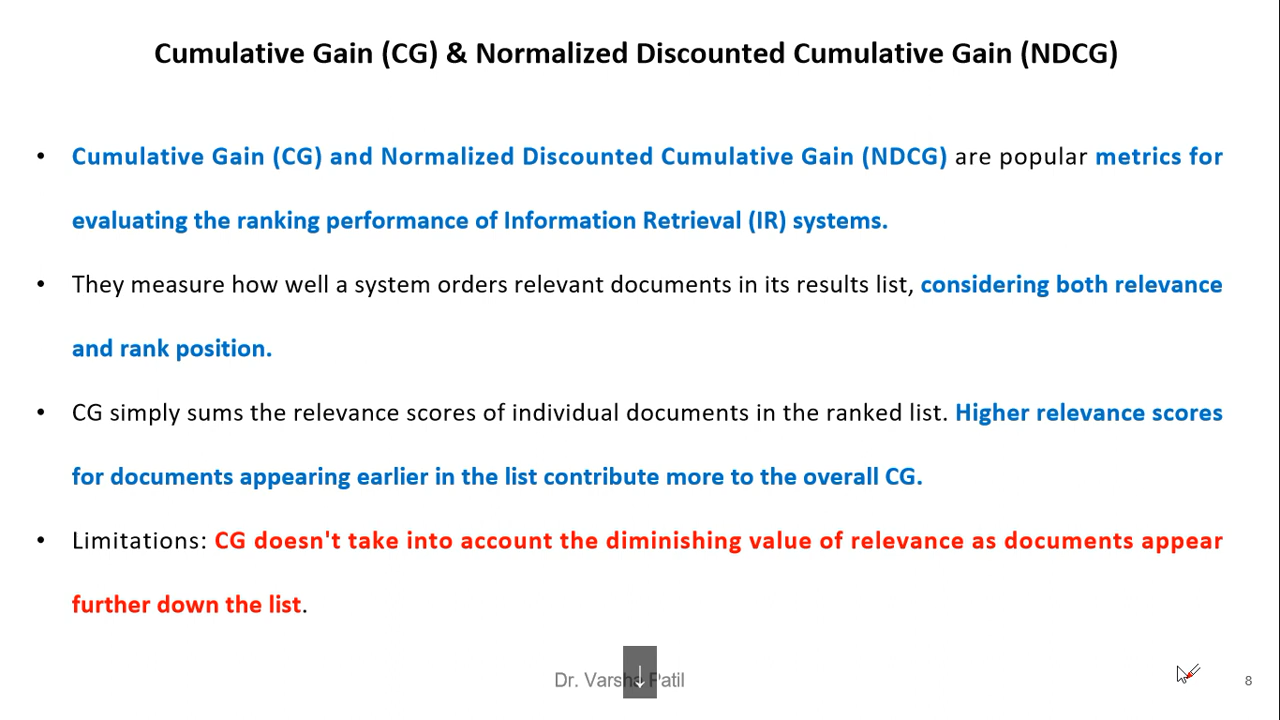 Cumulative Gain (CG) & Normalized Discounted Cumulative Gain (NDCG)
• Cumulative Gain (CG) and Normalized Discounted Cumulative Gain (NDCG) are popular metrics for
evaluating the ranking performance of Information Retrieval (IR) systems.
• They measure how well a system orders relevant documents in its results list, considering both relevance
and rank position.
• CG simply sums the relevance scores of individual documents in the ranked list. Higher relevance scores
for documents appearing earlier in the list contribute more to the overall CG.
• Limitations: CG doesn't take into account the diminishing value of relevance as documents appear
further down the list.
Dr. Varsha Patil
8